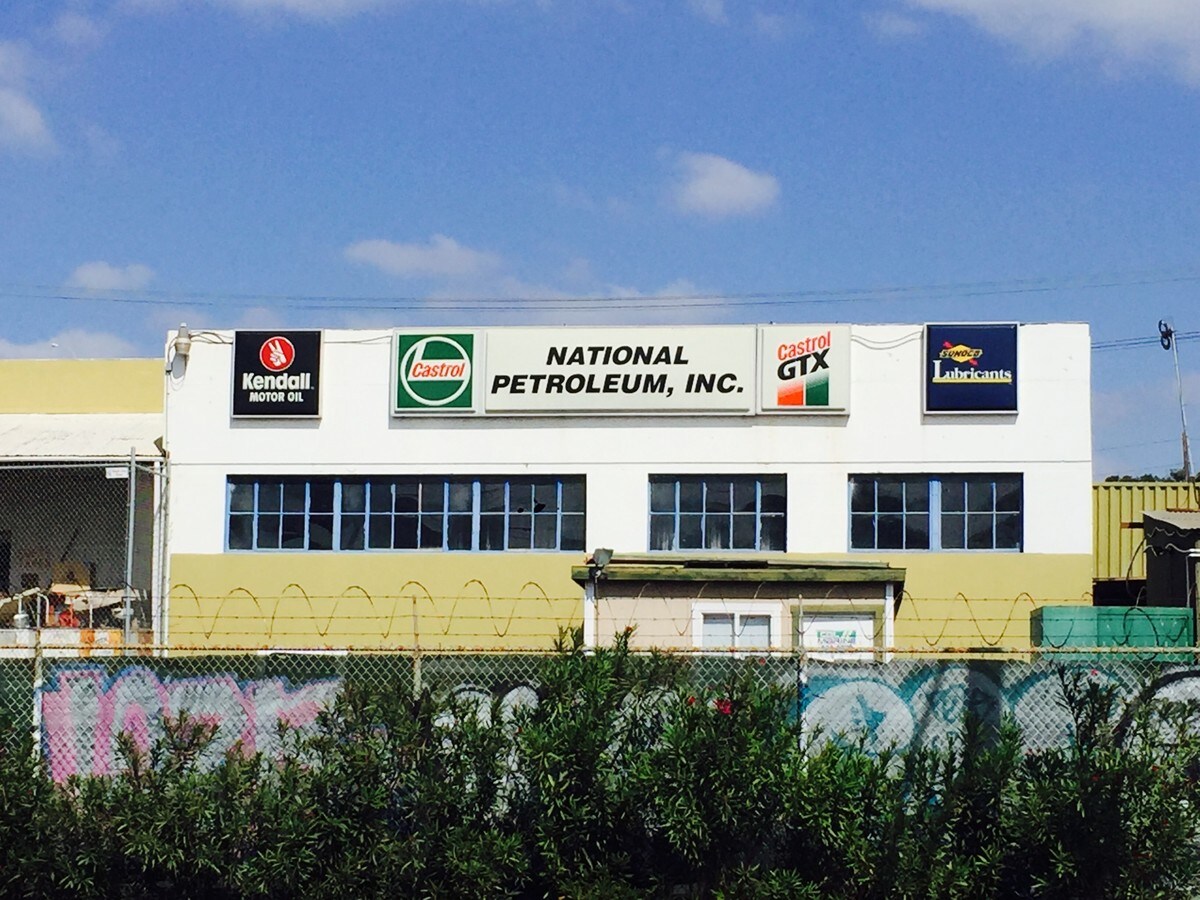 Kendall
MOTOR OIL
Castrol
NATIONAL
PETROLEUM, INC.
Castrol
GTX
SUNOCO
Lubricants